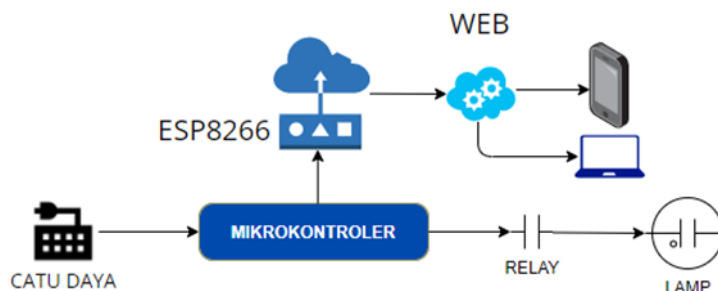 WEB
ESP8266
MIKROKONTROLER
CATU DAYA
RELAY
LAMP